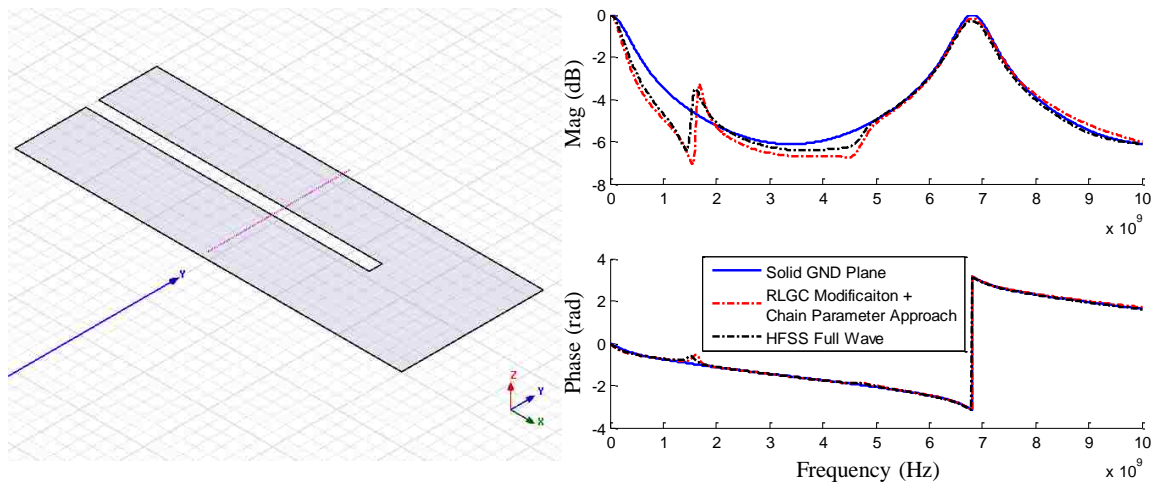 Y
Z
Y
X
Mag (dB)
0
-2
-4
-6
-8
0 1 2 3 4 5 6 7 8 9 10
x 10^9
Phase (rad)
4
2
0
-2
-4
Solid GND Plane
RLGC Modificaiton +
Chain Parameter Approach
HFSS Full Wave
0 1 2 3 4 5 6 7 8 9 10
Frequency (Hz)
x 10^9